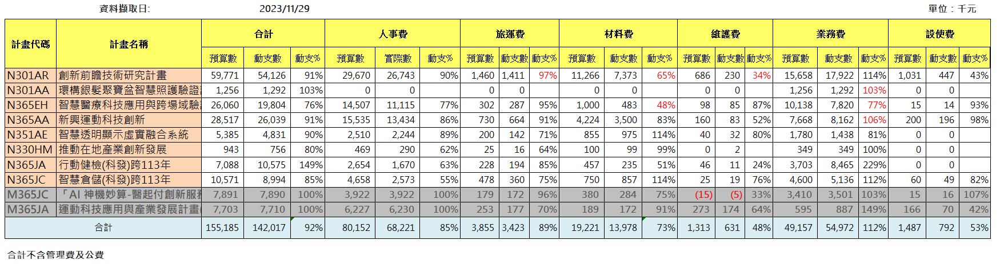 資料擷取日: 2023/11/29 單位：千元
計畫代碼 計畫名稱 合計 人事費 旅運費 材料費 維護費 業務費 設使費
預算數 動支數 動支% 預算數 實際數 動支% 預算數 動支數 動支% 預算數 動支數 動支% 預算數 動支數 動支% 預算數 動支數 動支% 預算數 動支數 動支%
N301AR 創新前瞻技術研究計畫 59,771 54,126 91% 29,670 26,743 90% 1,460 1,411 97% 11,266 7,373 65% 686 230 34% 15,658 17,922 114% 1,031 447 43%
N301AA 環構銀髮聚寶盆智慧照護驗證 1,256 1,292 103% 0 0 0 0 0 0 0 0 1,256 1,292 103% 0 0
N365EH 智慧醫療科技應用與跨場域驗 26,060 19,804 76% 14,507 11,115 77% 302 287 95% 1,000 483 48% 98 85 87% 10,138 7,820 77% 15 14 93%
N365AA 新興運動科技創新 28,517 26,039 91% 15,535 13,434 86% 730 664 91% 4,224 3,500 83% 160 83 52% 7,668 8,162 106% 200 196 98%
N351AE 智慧透明顯示虛實融合系統 5,385 4,831 90% 2,510 2,244 89% 200 142 71% 855 975 114% 40 32 80% 1,780 1,438 81% 0 0
N330HM 推動在地產業創新發展 943 756 80% 469 290 62% 25 16 64% 100 99 99% 0 2 349 349 100% 0 0
N365JA 行動健檢(科發)跨113年 7,088 10,575 149% 2,654 1,670 63% 228 194 85% 457 235 51% 46 11 24% 3,703 8,465 229% 0 0
N365JC 智慧倉儲(科發)跨113年 10,571 8,994 85% 4,658 2,573 55% 478 360 75% 750 857 114% 25 19 76% 4,600 5,136 112% 60 49 82%
M365JC 「AI 神機妙算-醫起付創新服務 7,891 7,890 100% 3,922 3,922 100% 179 172 96% 380 284 75% (15) (5) 33% 3,410 3,501 103% 15 16 107%
M365JA 運動科技應用與產業發展計畫( 7,703 7,710 100% 6,227 6,230 100% 253 177 70% 189 172 91% 273 174 64% 595 887 149% 166 70 42%
合計 155,185 142,017 92% 80,152 68,221 85% 3,855 3,423 89% 19,221 13,978 73% 1,313 631 48% 49,157 54,972 112% 1,487 792 53%
合計不含管理費及公費